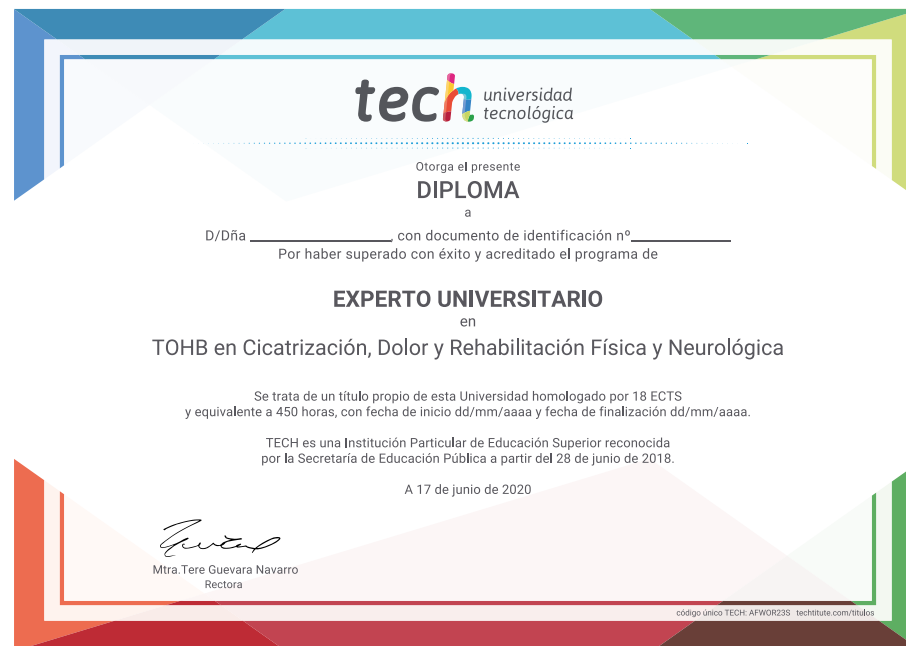 tech universidad
tecnológica
Otorga el presente
DIPLOMA
a
D/Dña ____________, con documento de identificación nº____________
Por haber superado con éxito y acreditado el programa de
EXPERTO UNIVERSITARIO
en
TOHB en Cicatrización, Dolor y Rehabilitación Física y Neurológica
Se trata de un título propio de esta Universidad homologado por 18 ECTS
y equivalente a 450 horas, con fecha de inicio dd/mm/aaaa y fecha de finalización dd/mm/aaaa.
TECH es una Institución Particular de Educación Superior reconocida
por la Secretaría de Educación Pública a partir del 28 de junio de 2018.
A 17 de junio de 2020
Mtra.Tere Guevara Navarro
Rectora
código único TECH: AFWOR23S techtitute.com/titulos